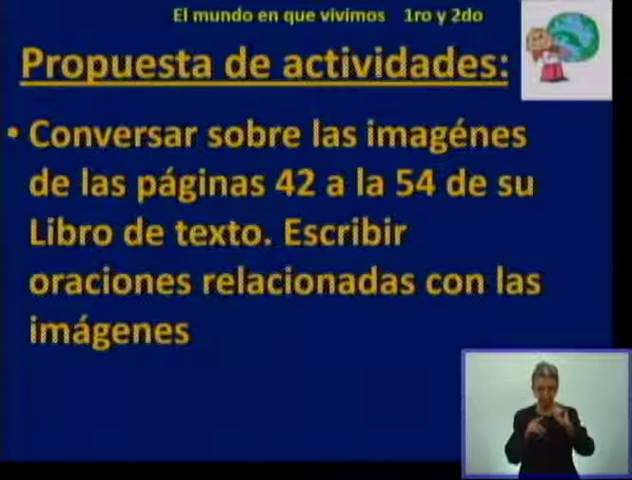 El mundo en que vivimos 1ro y 2do
Propuesta de actividades:
• Conversar sobre las imagénes
de las páginas 42 a la 54 de su
Libro de texto. Escribir
oraciones relacionadas con las
imágenes